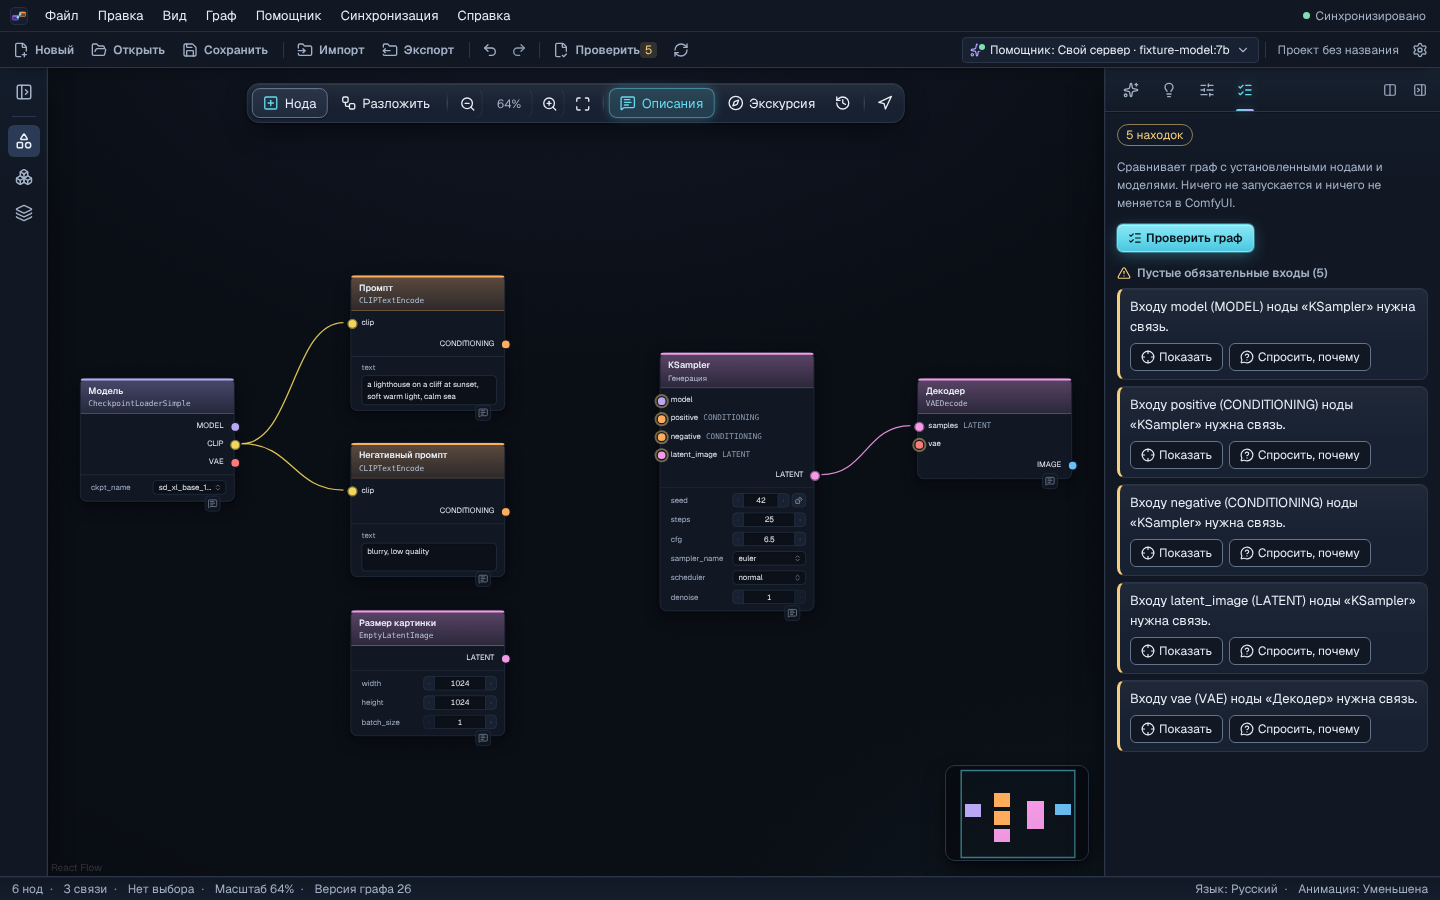 Файл Правка Вид Граф Помощник Синхронизация Справка
Синхронизировано
Новый Открыть Сохранить Импорт Экспорт Проверить 5
Помощник: Свой сервер · fixture-model:7b
Проект без названия
Нода Разложить 64% Описания Экскурсия
5 находок
Сравнивает граф с установленными нодами и
моделями. Ничего не запускается и ничего не
меняется в ComfyUI.
Проверить граф
Пустые обязательные входы (5)
Входу model (MODEL) ноды «KSampler» нужна
связь.
Показать Спросить, почему
Входу positive (CONDITIONING) ноды
«KSampler» нужна связь.
Показать Спросить, почему
Входу negative (CONDITIONING) ноды
«KSampler» нужна связь.
Показать Спросить, почему
Входу latent_image (LATENT) ноды «KSampler»
нужна связь.
Показать Спросить, почему
Входу vae (VAE) ноды «Декодер» нужна связь.
Показать Спросить, почему
Модель
CheckpointLoaderSimple
MODEL
CLIP
VAE
ckpt_name sd_xl_base_1...
Промпт
CLIPTextEncode
clip
CONDITIONING
text
a lighthouse on a cliff at sunset,
soft warm light, calm sea
Негативный промпт
CLIPTextEncode
clip
CONDITIONING
text
blurry, low quality
Размер картинки
EmptyLatentImage
LATENT
width 1024
height 1024
batch_size 1
KSampler
Генерация
model
positive CONDITIONING
negative CONDITIONING
latent_image LATENT
LATENT
seed 42
steps 25
cfg 6.5
sampler_name euler
scheduler normal
denoise 1
Декодер
VAEDecode
samples LATENT
vae
IMAGE
React Flow
6 нод · 3 связи · Нет выбора · Масштаб 64% · Версия графа 26
Язык: Русский · Анимация: Уменьшена